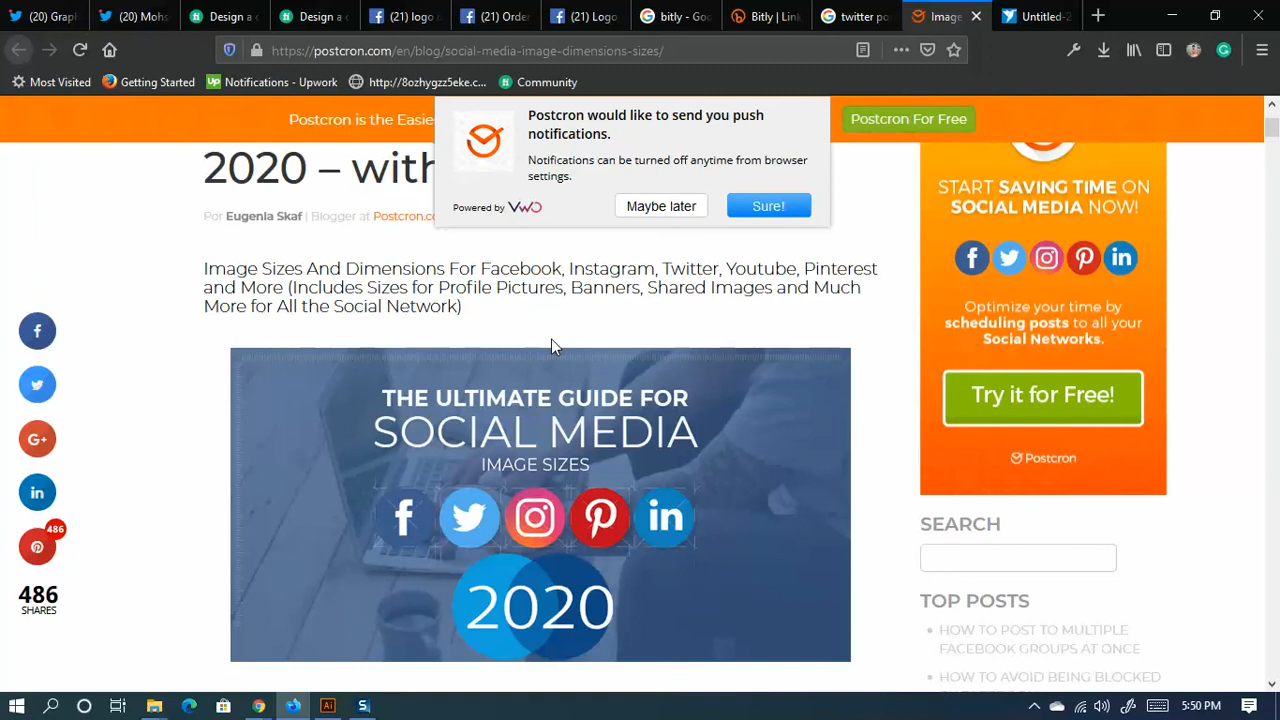 (20) Graph
(20) Mohs
Design a c
Design a c
(21) logo
(21) Order
(21) Logo
bitly - Goo
Bitly | Link
twitter po
Image
Untitled-2
https://postcron.com/en/blog/social-media-image-dimensions-sizes/
Most Visited
Getting Started
Notifications - Upwork
http://8ozhygzz5eke.c...
Community
Postcron is the Easie
Postcron For Free
Postcron would like to send you push
notifications.
Notifications can be turned off anytime from browser
settings.
Powered by VWO
Maybe later
Sure!
2020 – with
Por Eugenia Skaf | Blogger at Postcron.co
Image Sizes And Dimensions For Facebook, Instagram, Twitter, Youtube, Pinterest
and More (Includes Sizes for Profile Pictures, Banners, Shared Images and Much
More for All the Social Network)
THE ULTIMATE GUIDE FOR
SOCIAL MEDIA
IMAGE SIZES
2020
486
486
SHARES
START SAVING TIME ON
SOCIAL MEDIA NOW!
Optimize your time by
scheduling posts to all your
Social Networks.
Try it for Free!
Postcron
SEARCH
TOP POSTS
HOW TO POST TO MULTIPLE
FACEBOOK GROUPS AT ONCE
HOW TO AVOID BEING BLOCKED
5:50 PM